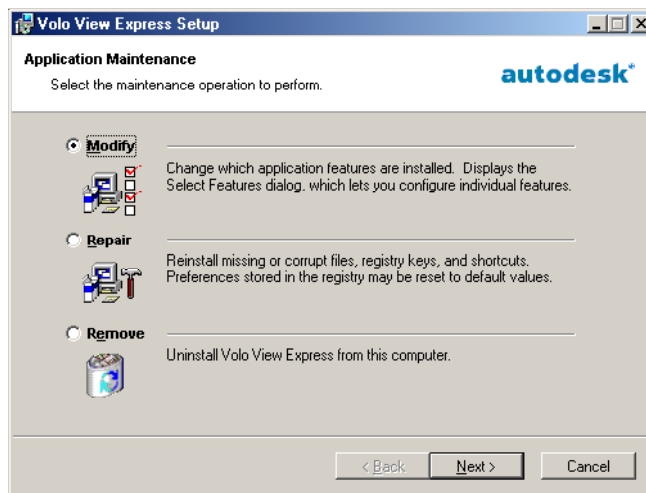 Volo View Express Setup
Application Maintenance
Select the maintenance operation to perform.
autodesk
Modify
Change which application features are installed. Displays the
Select Features dialog, which lets you configure individual features.
Repair
Reinstall missing or corrupt files, registry keys, and shortcuts.
Preferences stored in the registry may be reset to default values.
Remove
Uninstall Volo View Express from this computer.
< Back
Next >
Cancel